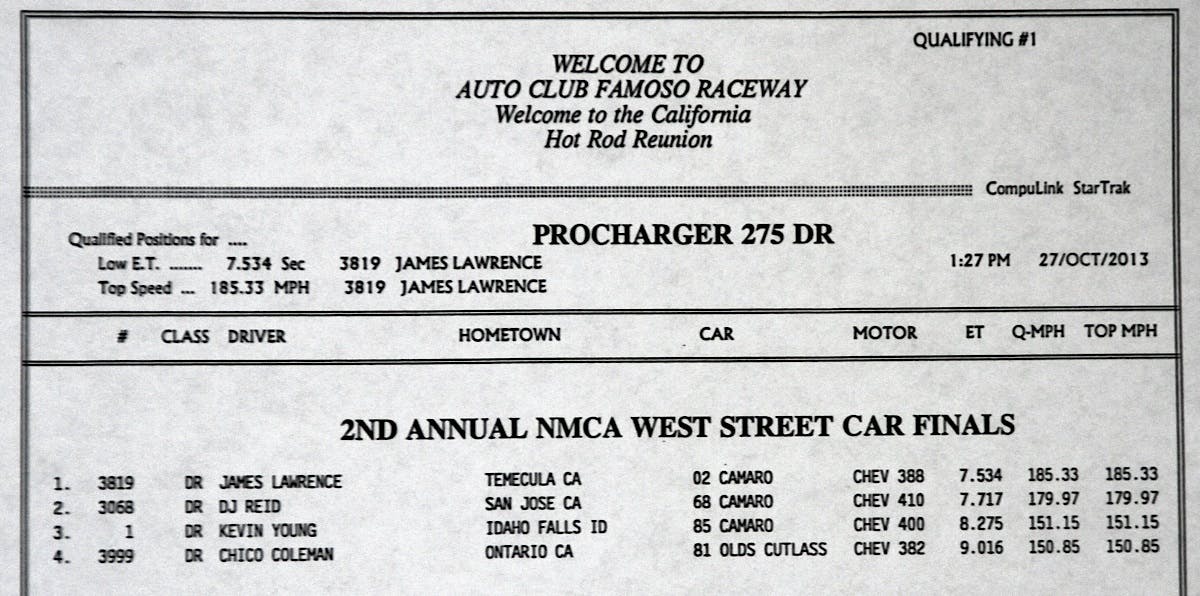 QUALIFYING #1
WELCOME TO
AUTO CLUB FAMOSO RACEWAY
Welcome to the California
Hot Rod Reunion
CompuLink StarTrak
PROCHARGER 275 DR
Qualified Positions for ....
Low E.T. ....... 7.534 Sec 3819 JAMES LAWRENCE 1:27 PM 27/OCT/2013
Top Speed ... 185.33 MPH 3819 JAMES LAWRENCE
# CLASS DRIVER HOMETOWN CAR MOTOR ET Q-MPH TOP MPH
2ND ANNUAL NMCA WEST STREET CAR FINALS
1. 3819 DR JAMES LAWRENCE TEMECULA CA 02 CAMARO CHEV 388 7.534 185.33 185.33
2. 3068 DR DJ REID SAN JOSE CA 68 CAMARO CHEV 410 7.717 179.97 179.97
3. 1 DR KEVIN YOUNG IDAHO FALLS ID 85 CAMARO CHEV 400 8.275 151.15 151.15
4. 3999 DR CHICO COLEMAN ONTARIO CA 81 OLDS CUTLASS CHEV 382 9.016 150.85 150.85